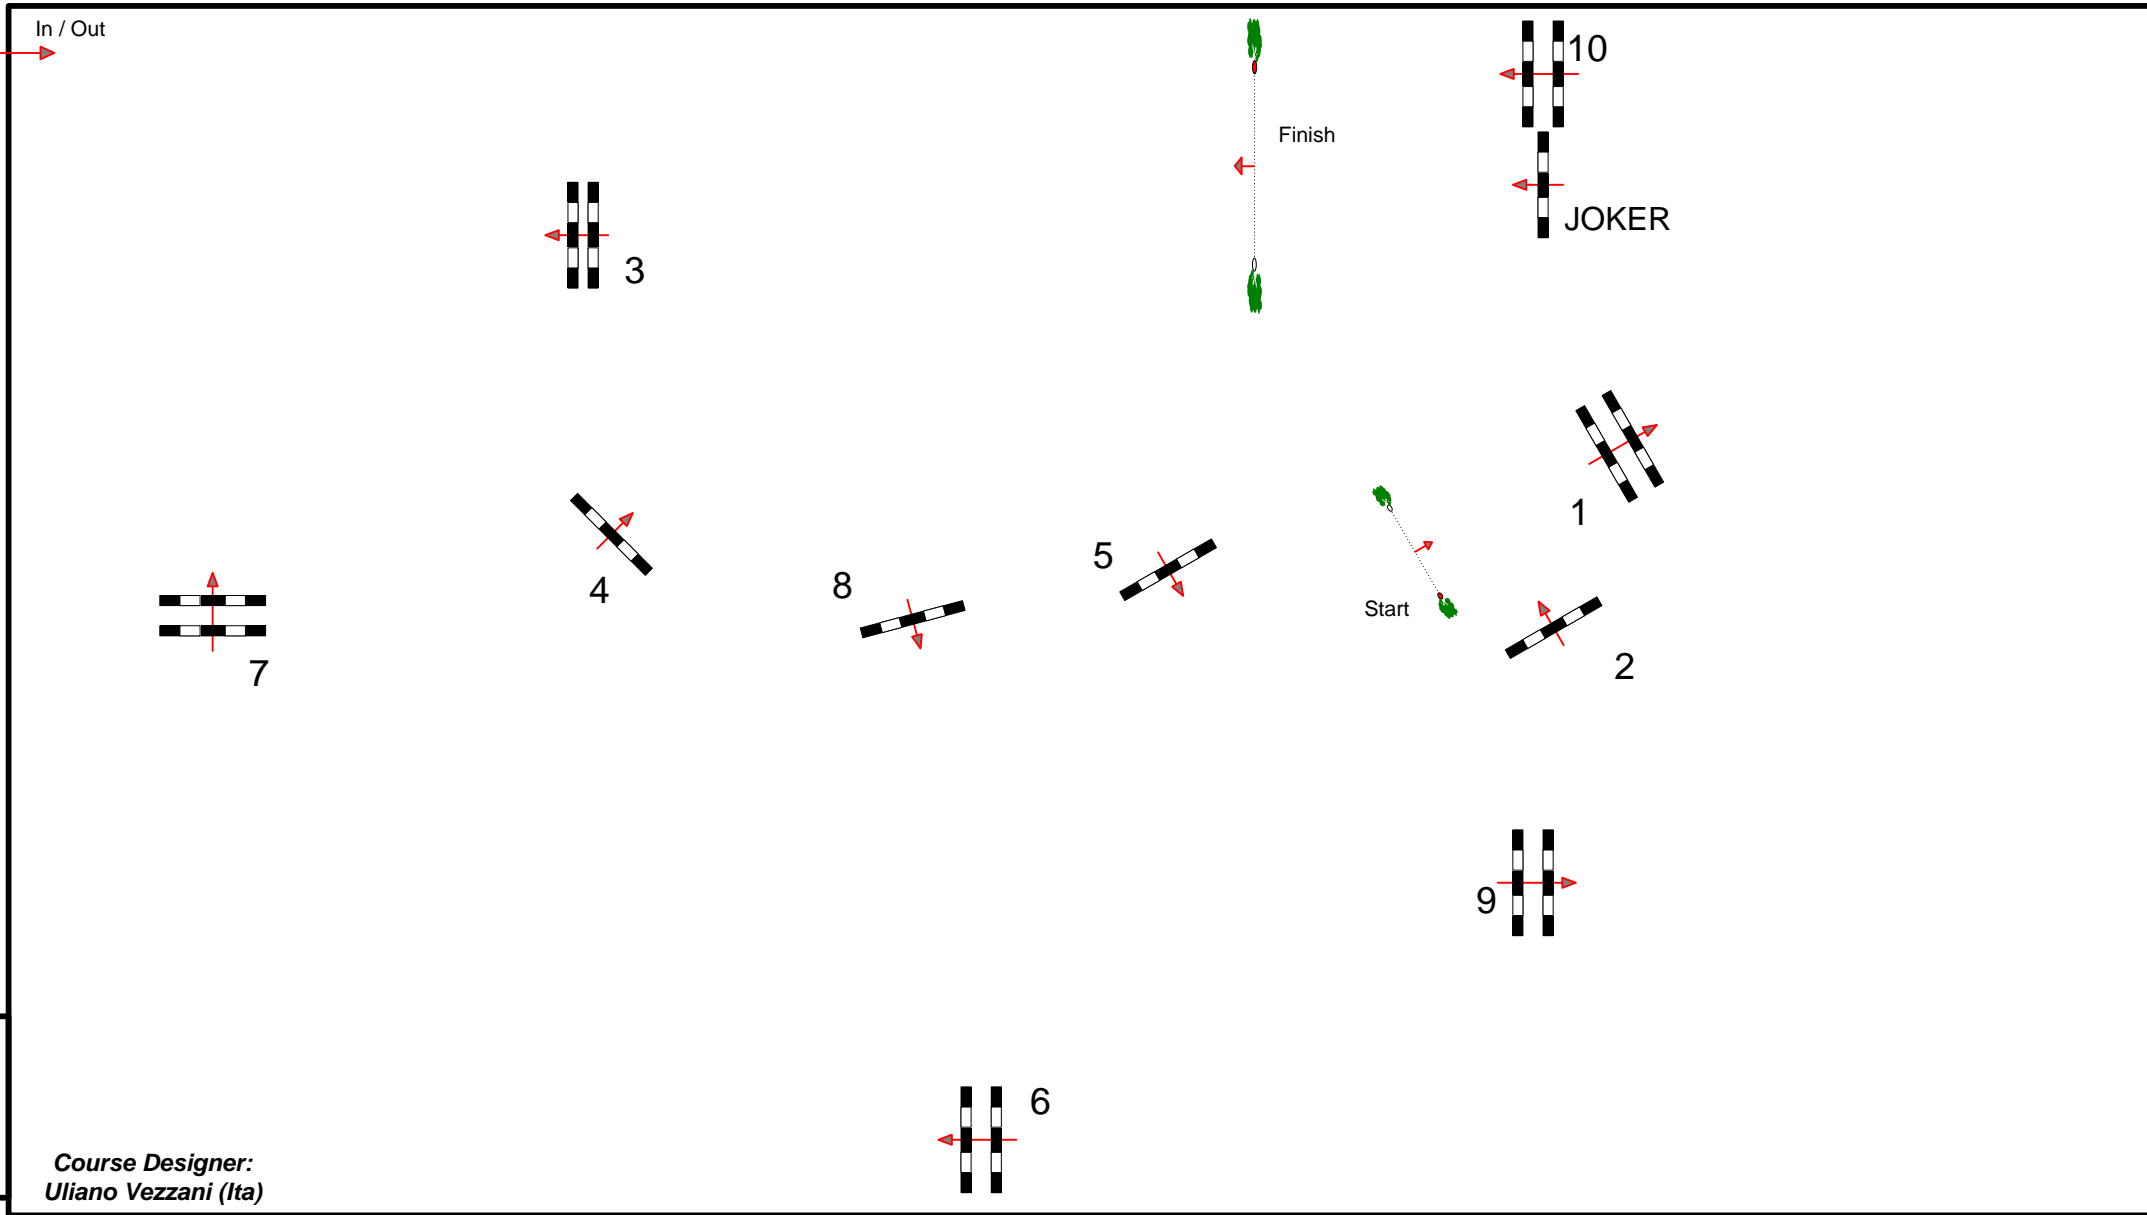 In / Out
10
Finish
JOKER
3
1
5
8
4
Start
2
7
9
6
Course Designer:
Uliano Vezzani (Ita)